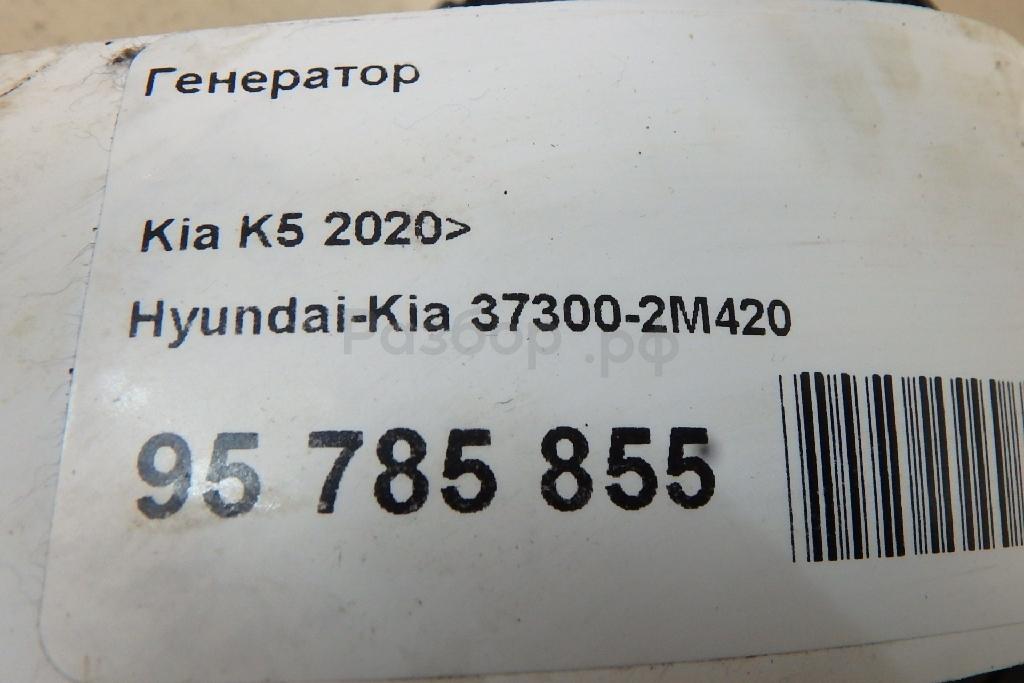 Генератор
Kia K5 2020>
Hyundai-Kia 37300-2M420
Разбор.рф
95 785 855